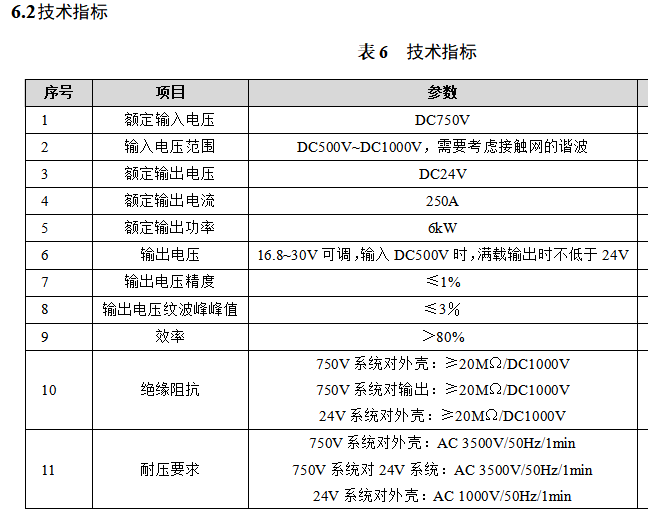 6.2技术指标
表 6 技术指标
序号 项目 参数
1 额定输入电压 DC750V
2 输入电压范围 DC500V~DC1000V，需要考虑接触网的谐波
3 额定输出电压 DC24V
4 额定输出电流 250A
5 额定输出功率 6kW
6 输出电压 16.8~30V 可调，输入 DC500V 时，满载输出时不低于 24V
7 输出电压精度 ≤1%
8 输出电压纹波峰峰值 ≤3％
9 效率 ＞80%
10 绝缘阻抗 750V 系统对外壳：≥20MΩ/DC1000V
750V 系统对输出：≥20MΩ/DC1000V
24V 系统对外壳：≥20MΩ/DC1000V
11 耐压要求 750V 系统对外壳：AC 3500V/50Hz/1min
750V 系统对 24V 系统：AC 3500V/50Hz/1min
24V 系统对外壳：AC 1000V/50Hz/1min